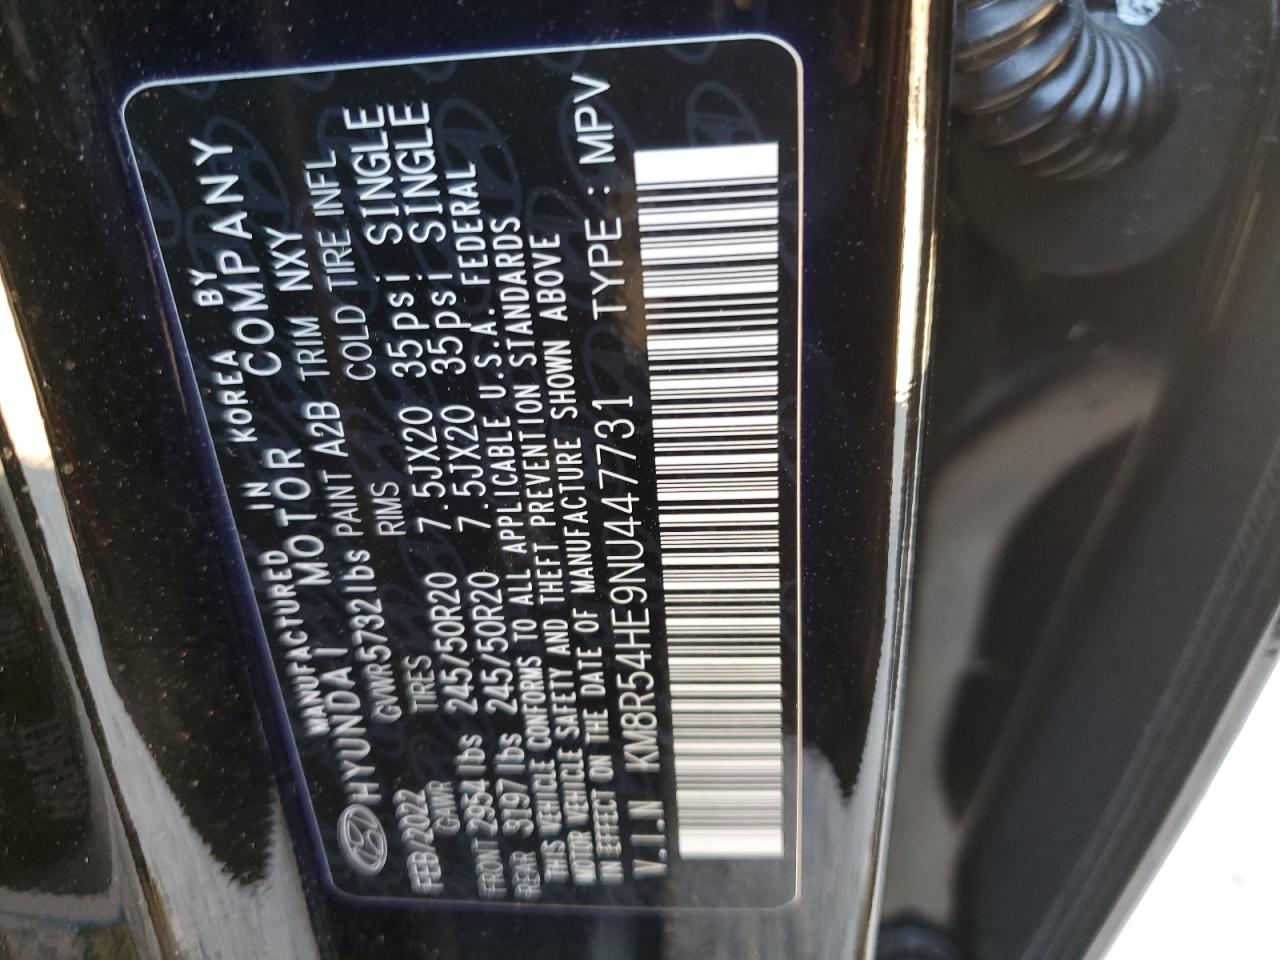 MANUFACTURED IN KOREA BY
HYUNDAI MOTOR COMPANY
FEB/2022 GVWR5732lbs PAINT A2B TRIM NXY
GAWR TIRES RIMS COLD TIRE INFL
FRONT 2954lbs 245/50R20 7.5JX20 35psi SINGLE
REAR 3197lbs 245/50R20 7.5JX20 35psi SINGLE
THIS VEHICLE CONFORMS TO ALL APPLICABLE U.S.A. FEDERAL
MOTOR VEHICLE SAFETY AND THEFT PREVENTION STANDARDS
IN EFFECT ON THE DATE OF MANUFACTURE SHOWN ABOVE
V.I.N KM8R54HE9NU447731 TYPE : MPV